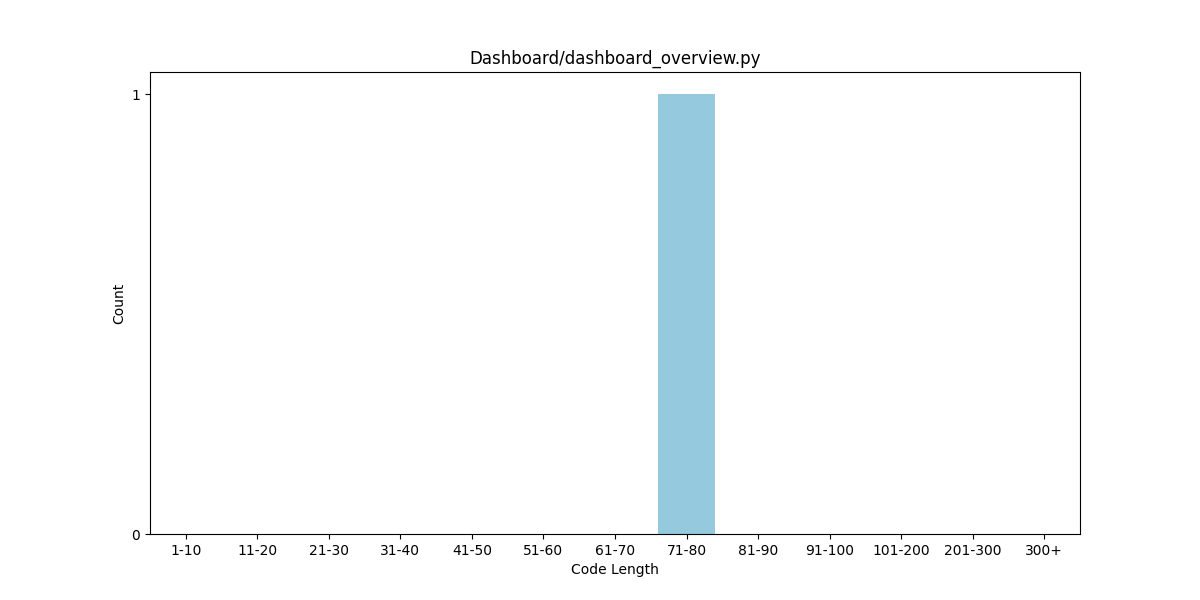 Dashboard/dashboard_overview.py
1
Count
0
1-10 11-20 21-30 31-40 41-50 51-60 61-70 71-80 81-90 91-100 101-200 201-300 300+
Code Length